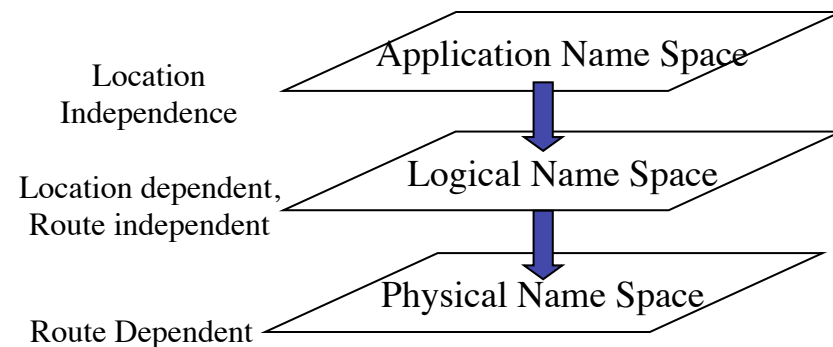 Application Name Space
Location
Independence
Logical Name Space
Location dependent,
Route independent
Physical Name Space
Route Dependent